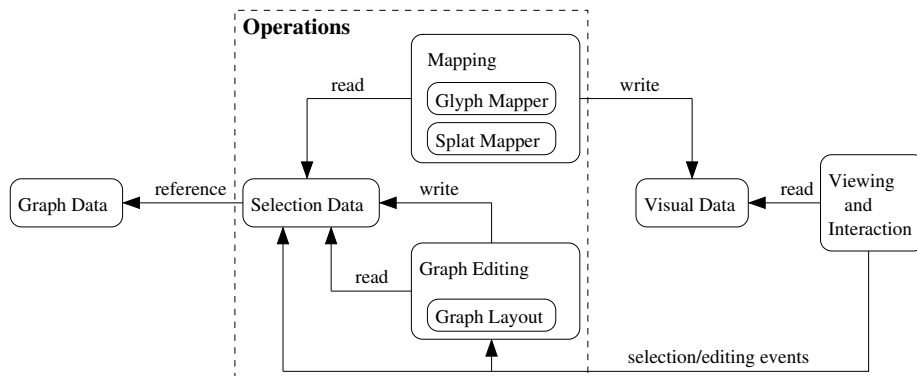 Operations
Mapping
read
Glyph Mapper
write
Splat Mapper
Graph Data
reference
Selection Data
write
Visual Data
read
Viewing
and
Interaction
Graph Editing
read
Graph Layout
selection/editing events